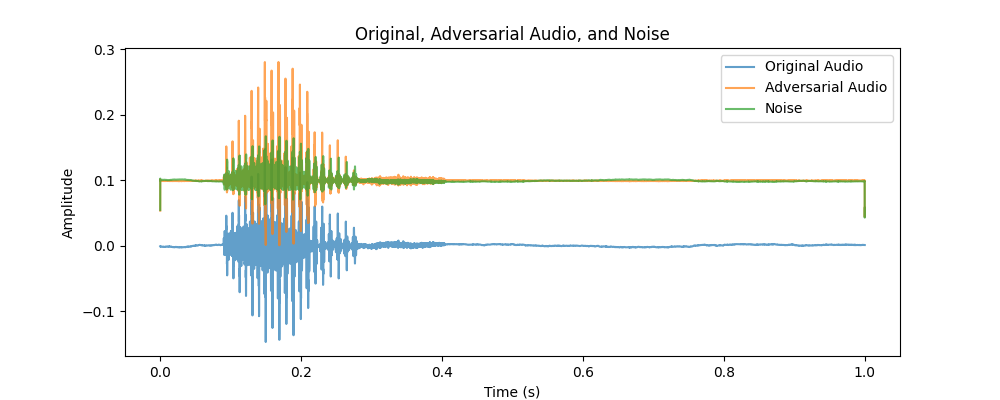 Original, Adversarial Audio, and Noise
Original Audio
Adversarial Audio
Noise
Amplitude
0.3
0.2
0.1
0.0
−0.1
0.0 0.2 0.4 0.6 0.8 1.0
Time (s)